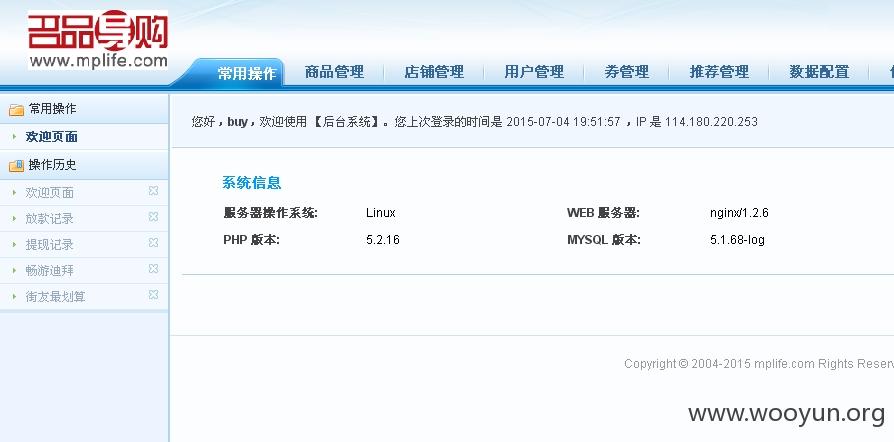 名品导购
www.mplife.com
常用操作 商品管理 店铺管理 用户管理 券管理 推荐管理 数据配置
常用操作
欢迎页面
操作历史
欢迎页面
放款记录
提现记录
畅游迪拜
街友最划算
您好，buy，欢迎使用 【后台系统】。您上次登录的时间是 2015-07-04 19:51:57 ，IP 是 114.180.220.253
系统信息
服务器操作系统: Linux WEB 服务器: nginx/1.2.6
PHP 版本: 5.2.16 MYSQL 版本: 5.1.68-log
Copyright © 2004-2015 mplife.com Rights Reserv
www.wooyun.org